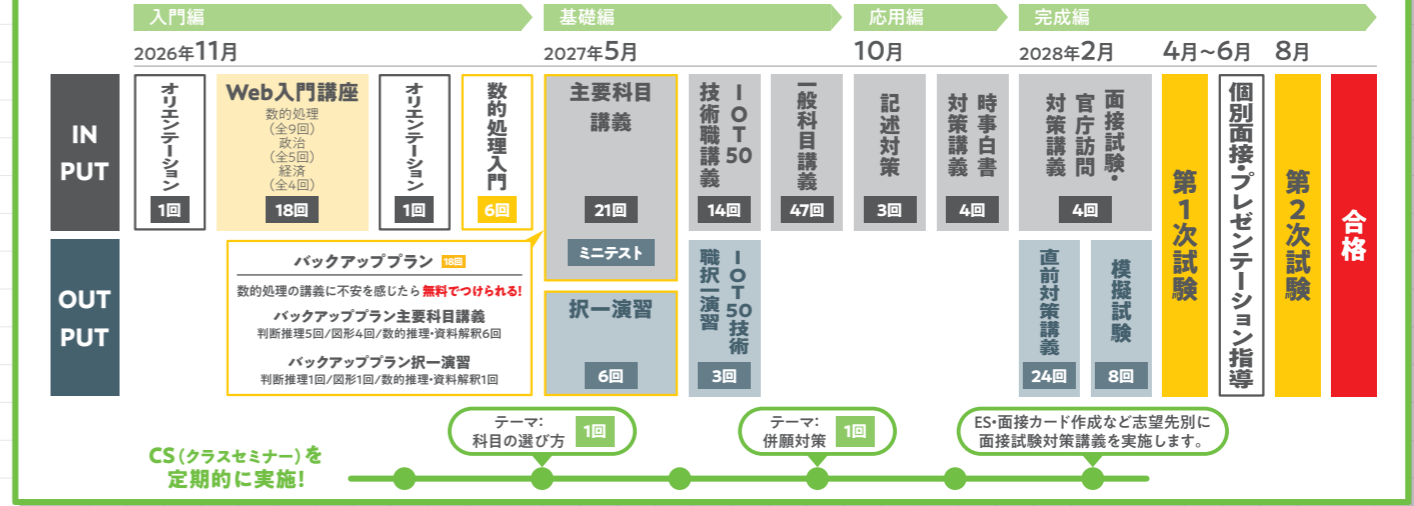 入門編
基礎編
応用編
完成編
2026年11月
2027年5月
10月
2028年2月
4月～6月
8月
IN
PUT
オリエンテーション
1回
Web入門講座
数的処理
(全9回)
政治
(全5回)
経済
(全4回)
18回
オリエンテーション
1回
数的処理入門
6回
主要科目
講義
21回
ミニテスト
IOT50
技術職講義
14回
一般科目講義
47回
記述対策
3回
時事白書
対策講義
4回
面接試験・
官庁訪問
対策講義
4回
第1次試験
個別面接・プレゼンテーション指導
第2次試験
合格
OUT
PUT
バックアッププラン 18回
数的処理の講義に不安を感じたら無料でつけられる!
バックアッププラン主要科目講義
判断推理5回/図形4回/数的推理・資料解釈6回
バックアッププラン択一演習
判断推理1回/図形1回/数的推理・資料解釈1回
択一演習
6回
IOT50技術
職択一演習
3回
直前対策講義
24回
模擬試験
8回
CS(クラスセミナー)を
定期的に実施!
テーマ:
科目の選び方
1回
テーマ:
併願対策
1回
ES・面接カード作成など志望先別に
面接試験対策講義を実施します。